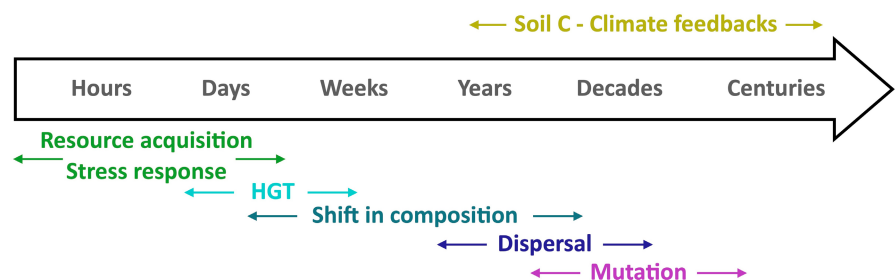 Soil C - Climate feedbacks
Hours Days Weeks Years Decades Centuries
Resource acquisition
Stress response
HGT
Shift in composition
Dispersal
Mutation